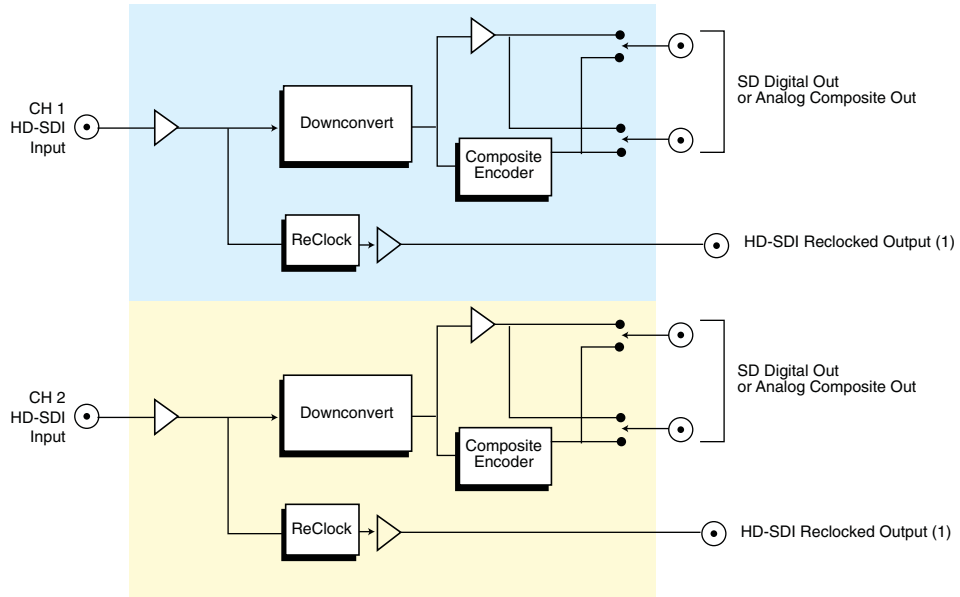 CH 1
HD-SDI
Input
Downconvert
Composite
Encoder
SD Digital Out
or Analog Composite Out
ReClock
HD-SDI Reclocked Output (1)
CH 2
HD-SDI
Input
Downconvert
Composite
Encoder
SD Digital Out
or Analog Composite Out
ReClock
HD-SDI Reclocked Output (1)